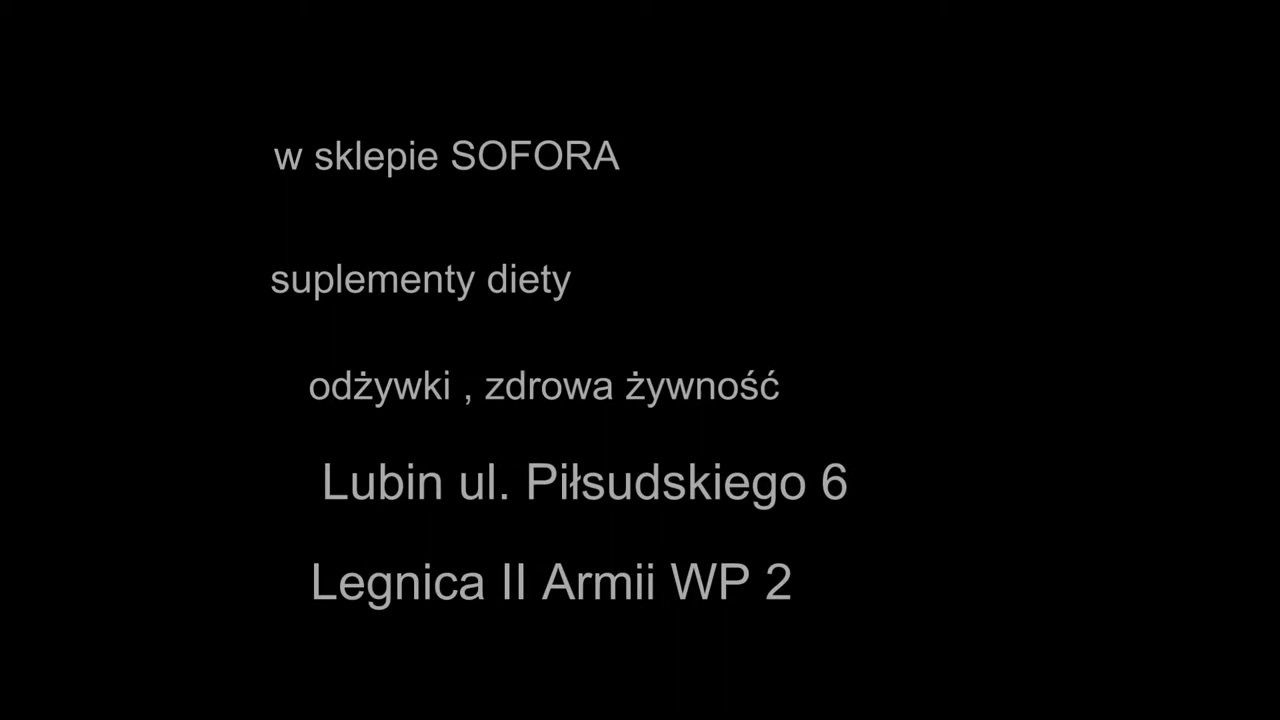 w sklepie SOFORA
suplementy diety
odżywki , zdrowa żywność
Lubin ul. Piłsudskiego 6
Legnica II Armii WP 2